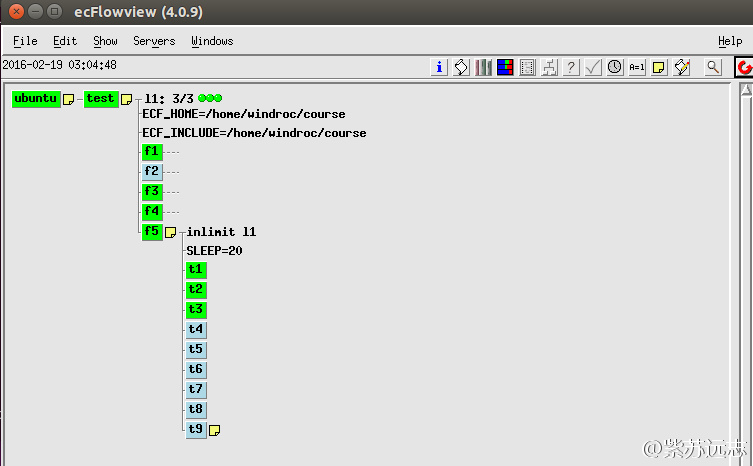 ecFlowview (4.0.9)
File Edit Show Servers Windows Help
2016-02-19 03:04:48 i ? A=1
ubuntu test l1: 3/3
ECF_HOME=/home/windroc/course
ECF_INCLUDE=/home/windroc/course
f1
f2
f3
f4
f5 inlimit l1
SLEEP=20
t1
t2
t3
t4
t5
t6
t7
t8
t9
@紫苏远志